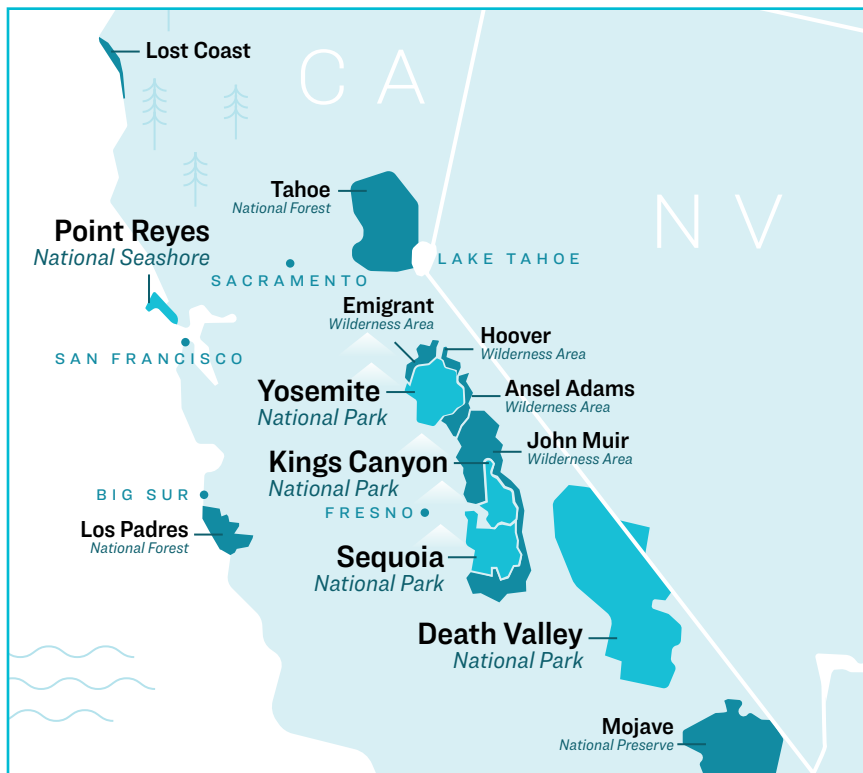 Lost Coast
CA
NV
Tahoe
National Forest
Point Reyes
National Seashore
SACRAMENTO
LAKE TAHOE
Emigrant
Wilderness Area
Hoover
Wilderness Area
SAN FRANCISCO
Yosemite
National Park
Ansel Adams
Wilderness Area
John Muir
Wilderness Area
Kings Canyon
National Park
BIG SUR
FRESNO
Los Padres
National Forest
Sequoia
National Park
Death Valley
National Park
Mojave
National Preserve